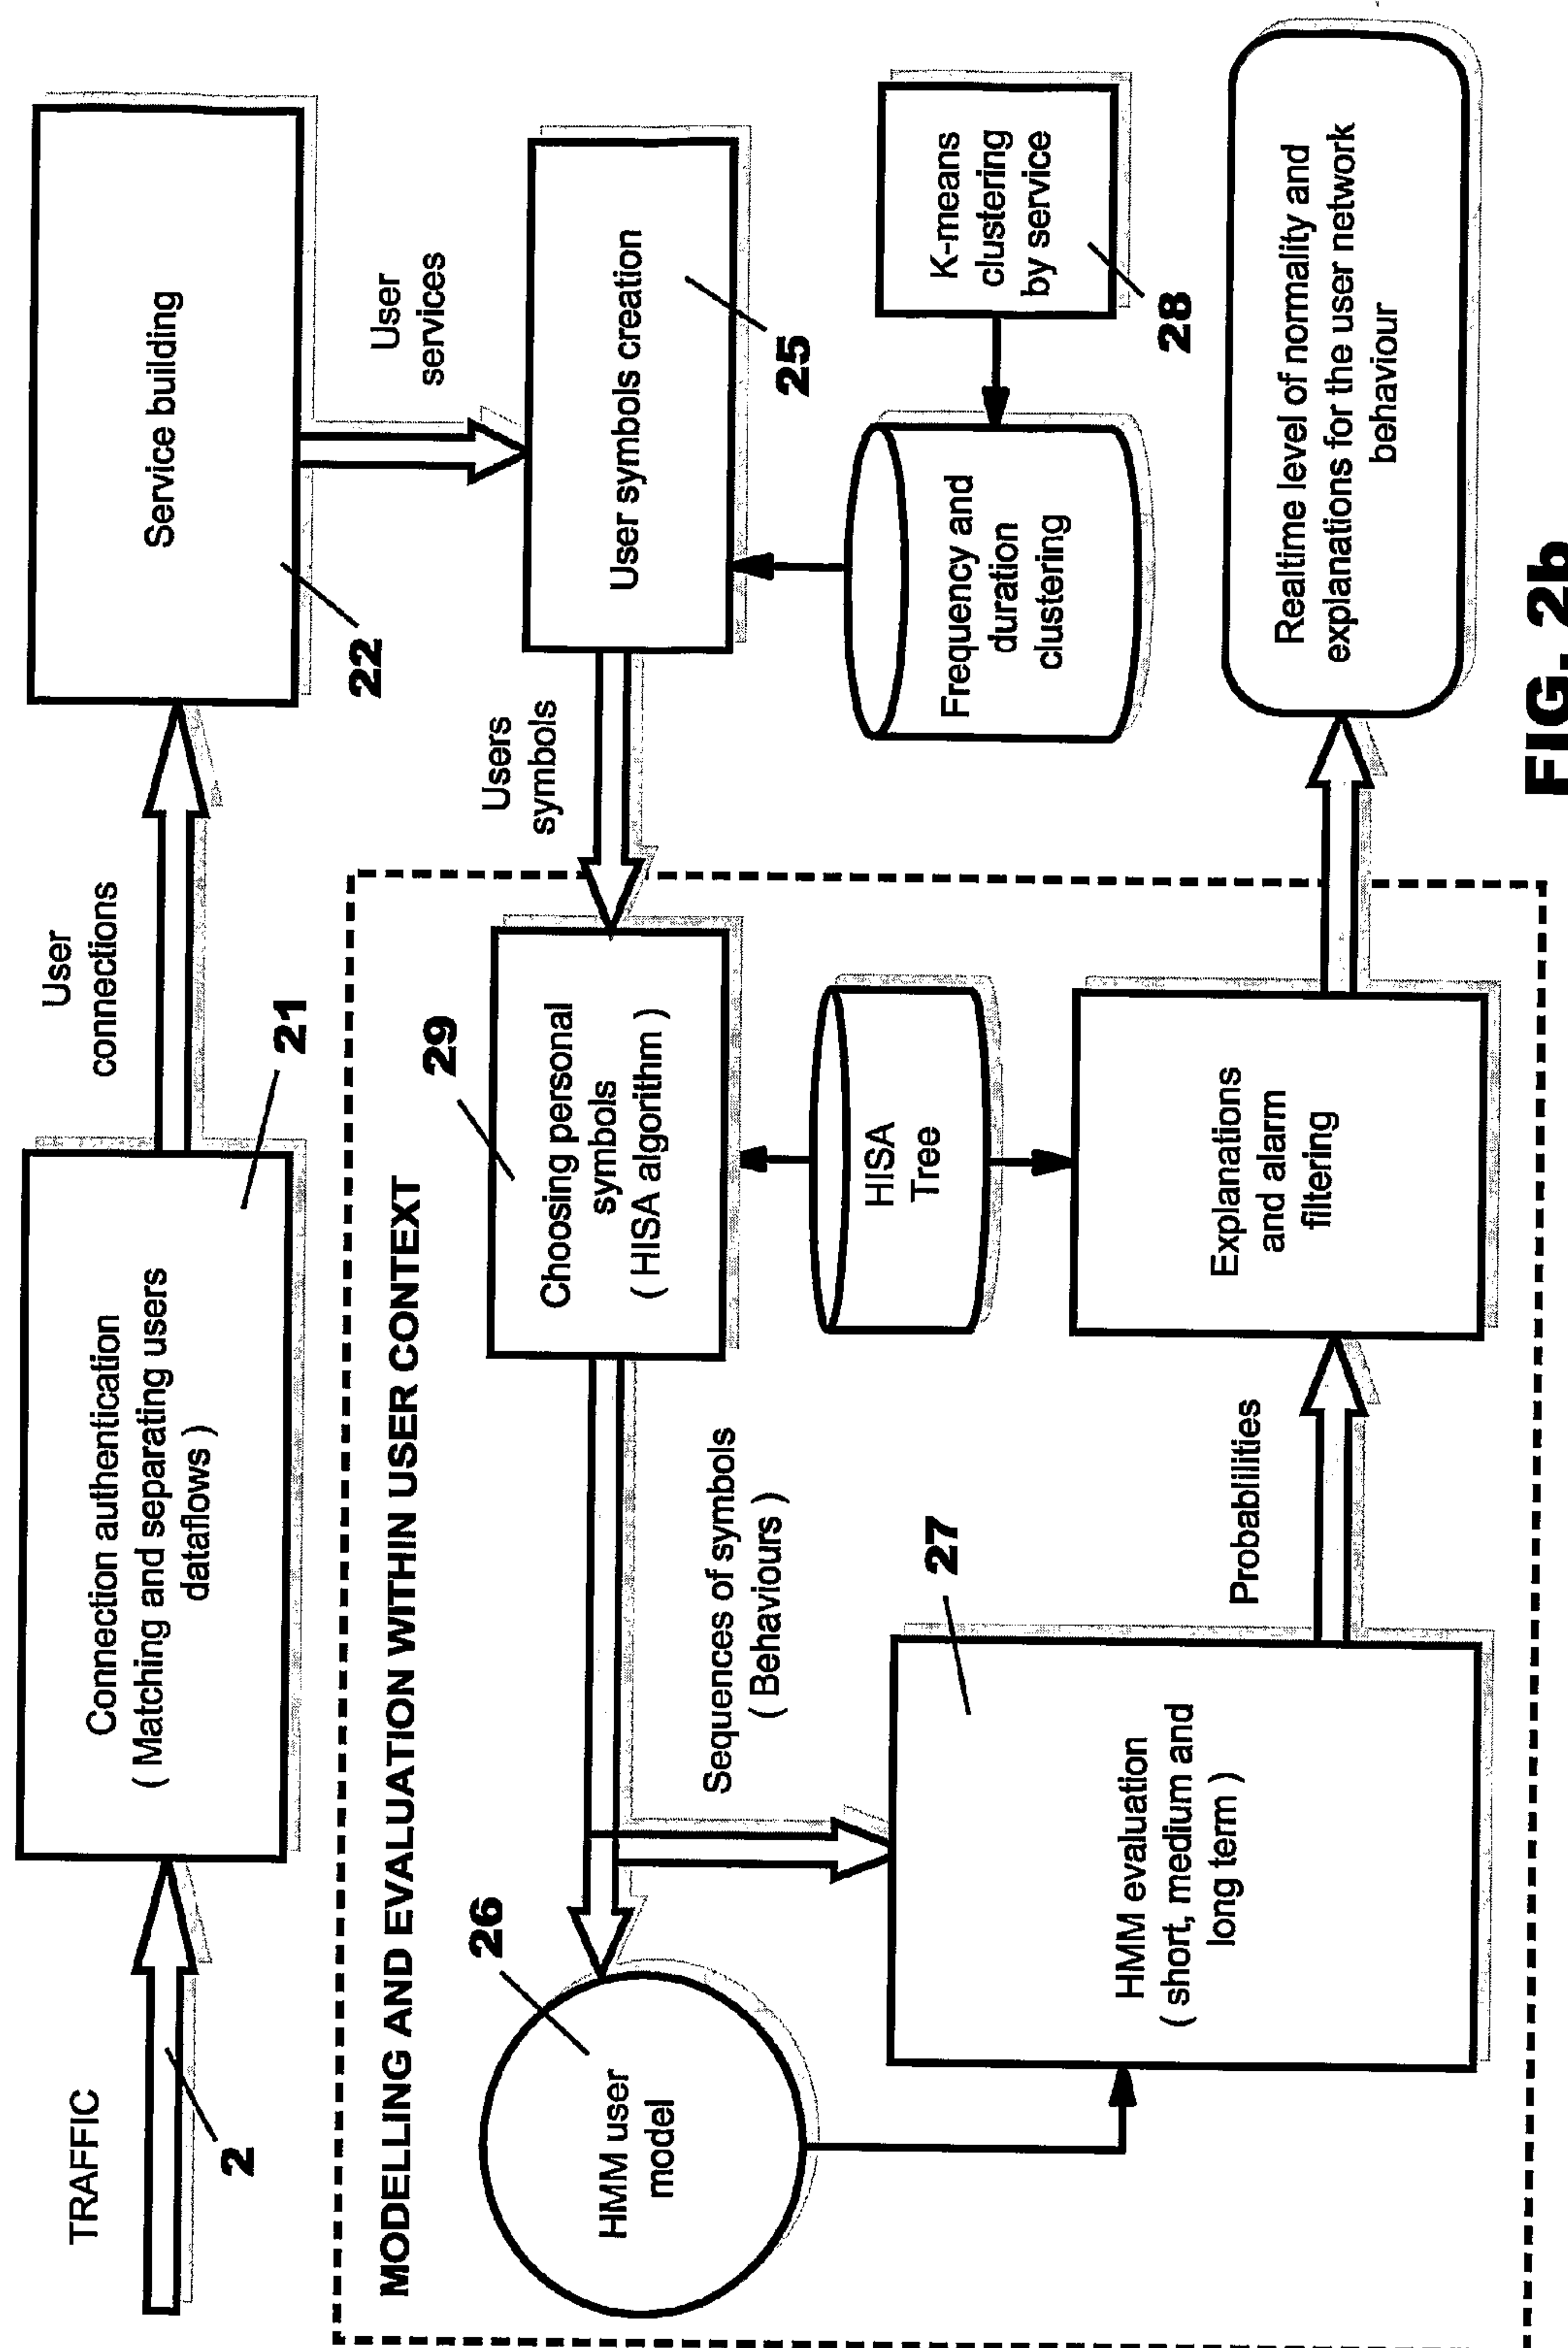 TRAFFIC
2
Connection authentication
( Matching and separating users
dataflows )
21
User
connections
Service building
22
User
services
User symbols creation
25
Users
symbols
K-means
clustering
by service
28
Frequency and
duration
clustering
MODELLING AND EVALUATION WITHIN USER CONTEXT
29
Choosing personal
symbols
( HISA algorithm )
HISA
Tree
Sequences of symbols
( Behaviours )
26
HMM user
model
27
HMM evaluation
( short, medium and
long term )
Probablilities
Explanations
and alarm
filtering
Realtime level of normality and
explanations for the user network
behaviour
FIG. 2b